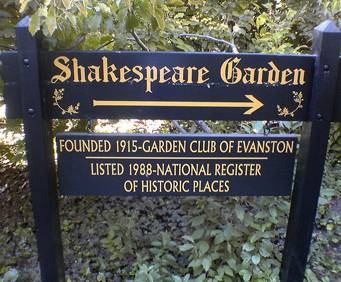 Shakespeare Garden
FOUNDED 1915-GARDEN CLUB OF EVANSTON
LISTED 1988-NATIONAL REGISTER
OF HISTORIC PLACES